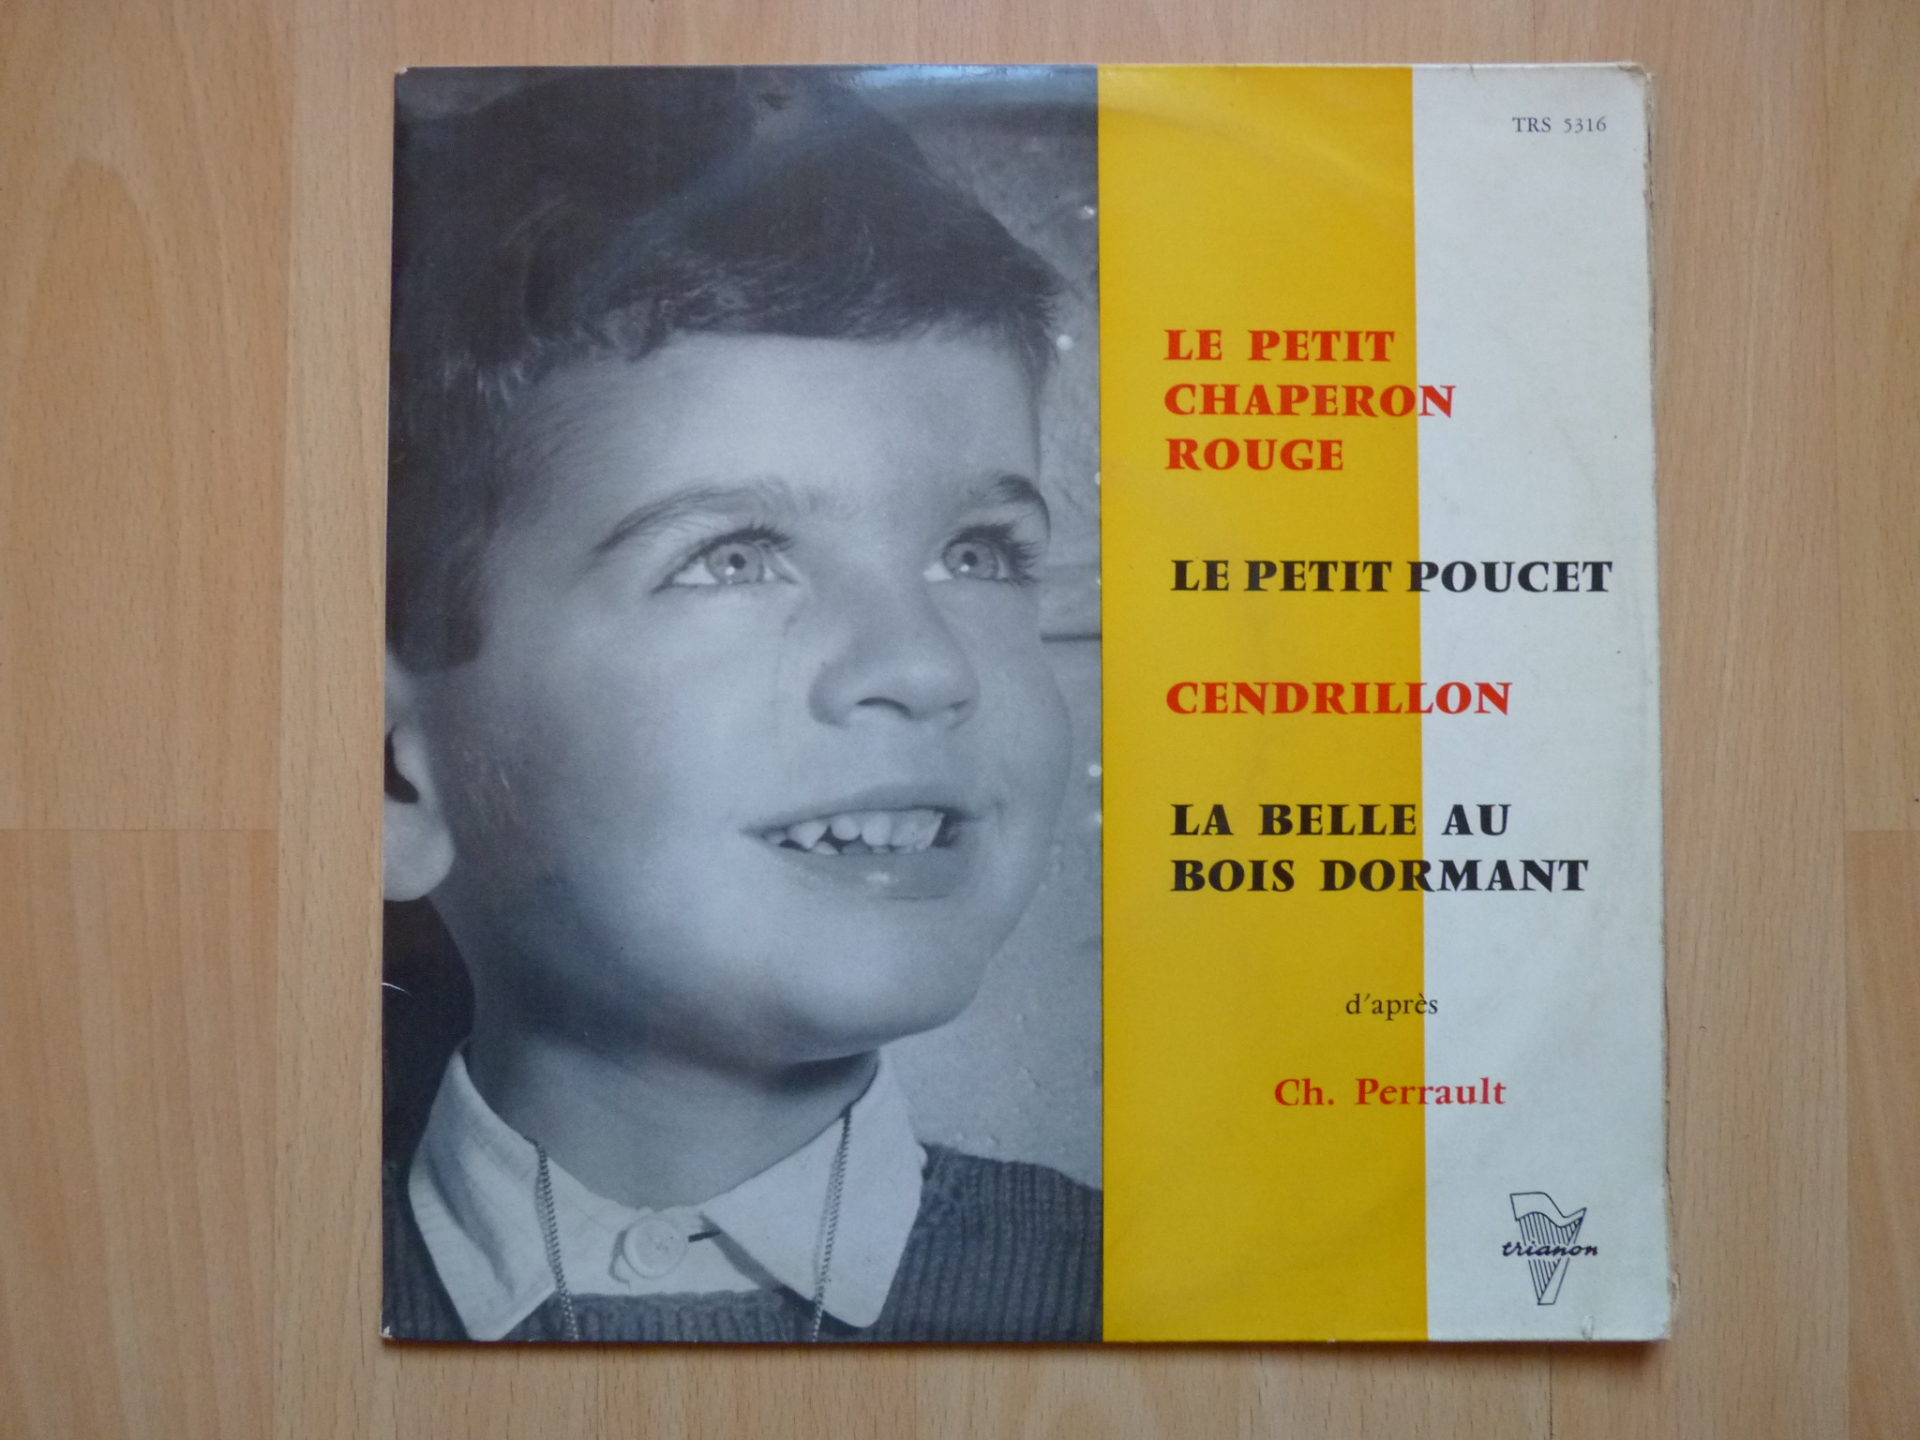 TRS 5316
LE PETIT
CHAPERON
ROUGE
LE PETIT POUCET
CENDRILLON
LA BELLE AU
BOIS DORMANT
d'après
Ch. Perrault
trianon